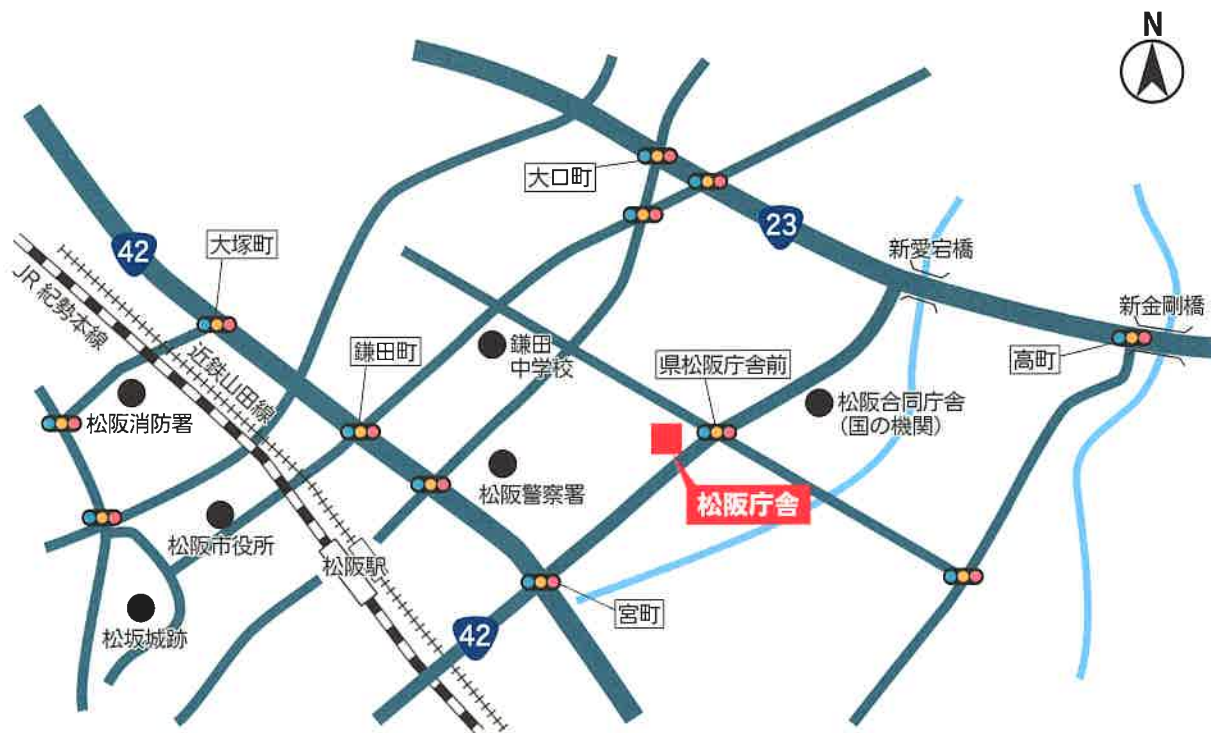 N
大口町
23
42
大塚町
新愛宕橋
JR 紀勢本線
近鉄山田線
新金剛橋
鎌田町
鎌田
中学校
県松阪庁舎前
高町
松阪消防署
松阪合同庁舎
(国の機関)
松阪警察署
松阪庁舎
松阪市役所
松阪駅
宮町
松坂城跡
42